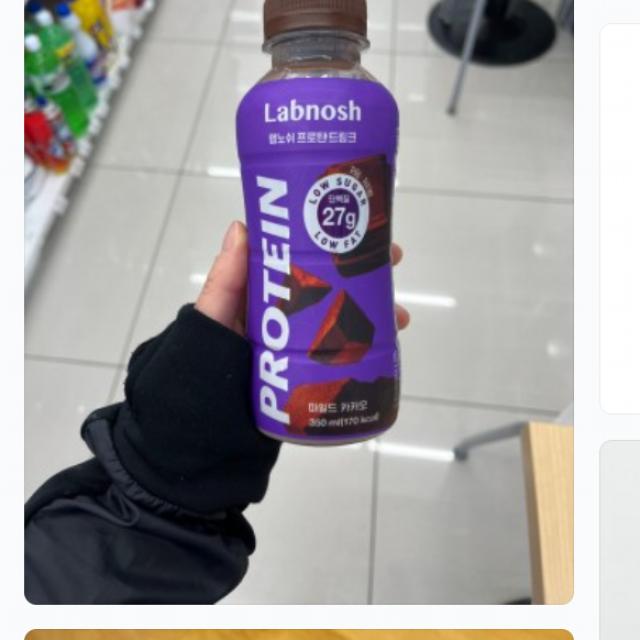 Labnosh
랩노쉬 프로틴 드링크
PROTEIN
LOW SUGAR
단백질
27g
LOW FAT
마일드 카카오
350 ml(170 kcal)